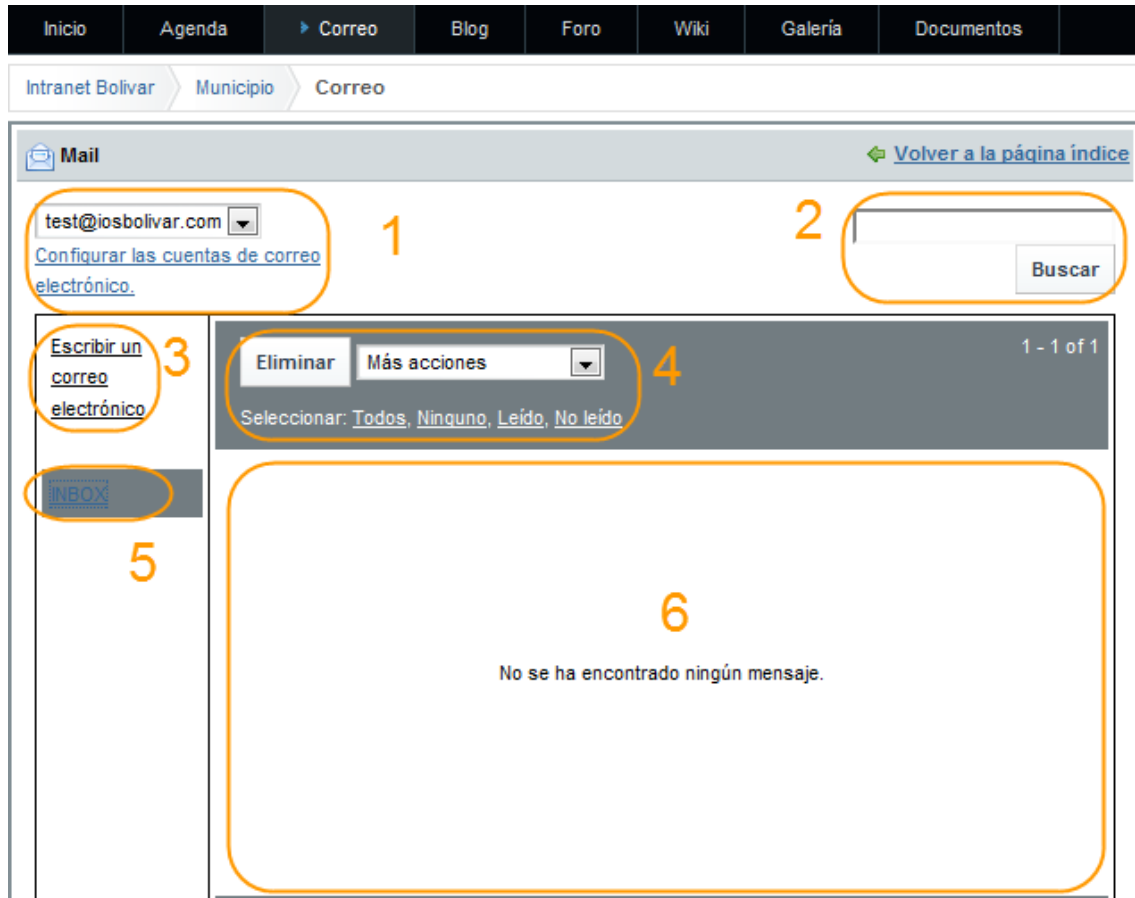 Inicio Agenda Correo Blog Foro Wiki Galería Documentos
Intranet Bolivar Municipio Correo
Mail Volver a la página índice
test@iosbolivar.com 1 2
Configurar las cuentas de correo
electrónico.
Buscar
Escribir un
correo
electrónico
3
Eliminar Más acciones 4 1 - 1 of 1
Seleccionar: Todos, Ninguno, Leído, No leído
INBOX
5
6
No se ha encontrado ningún mensaje.